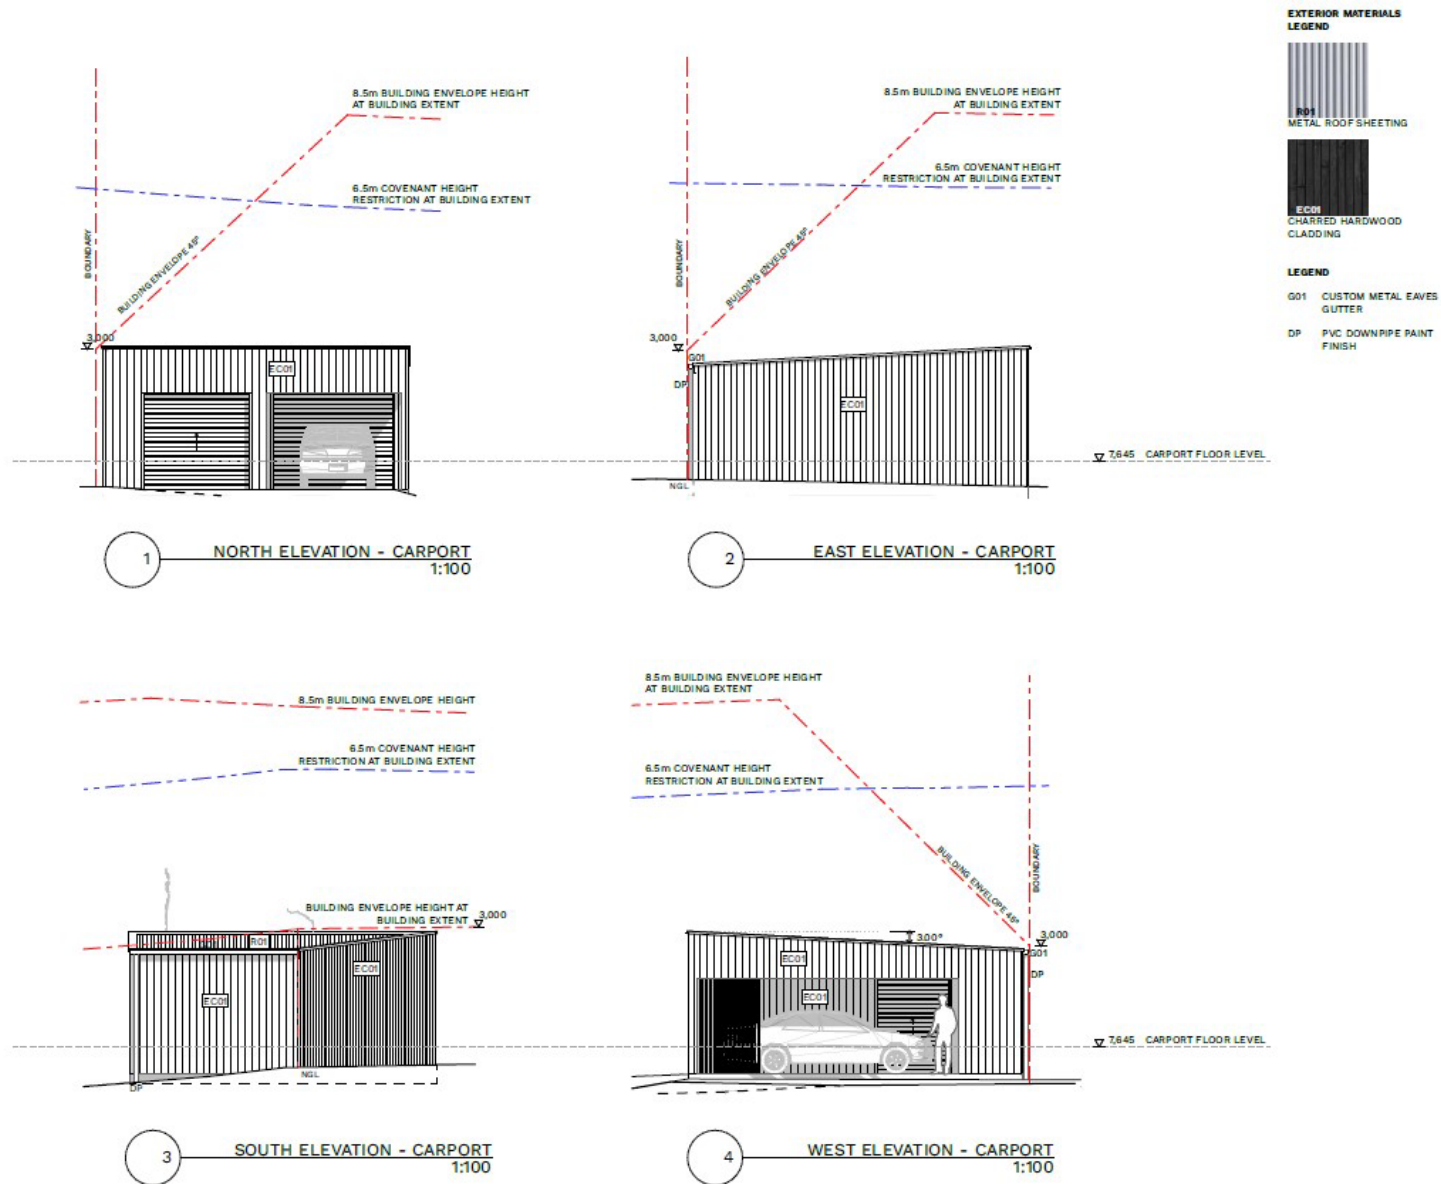 EXTERIOR MATERIALS
LEGEND
R01
METAL ROOF SHEETING
EC01
CHARRED HARDWOOD
CLADDING
LEGEND
G01 CUSTOM METAL EAVES
GUTTER
DP PVC DOWNPIPE PAINT
FINISH
8.5m BUILDING ENVELOPE HEIGHT
AT BUILDING EXTENT
6.5m COVENANT HEIGHT
RESTRICTION AT BUILDING EXTENT
BOUNDARY
BUILDING ENVELOPE 45°
3,000
EC01
1 NORTH ELEVATION - CARPORT
1:100
8.5m BUILDING ENVELOPE HEIGHT
AT BUILDING EXTENT
6.5m COVENANT HEIGHT
RESTRICTION AT BUILDING EXTENT
BOUNDARY
BUILDING ENVELOPE 45°
3,000
G01
DP
EC01
7,645 CARPORT FLOOR LEVEL
NGL
2 EAST ELEVATION - CARPORT
1:100
8.5m BUILDING ENVELOPE HEIGHT
6.5m COVENANT HEIGHT
RESTRICTION AT BUILDING EXTENT
BUILDING ENVELOPE HEIGHT AT
BUILDING EXTENT
3,000
R01
EC01
EC01
NGL
DP
3 SOUTH ELEVATION - CARPORT
1:100
8.5m BUILDING ENVELOPE HEIGHT
AT BUILDING EXTENT
6.5m COVENANT HEIGHT
RESTRICTION AT BUILDING EXTENT
BUILDING ENVELOPE 45°
BOUNDARY
3.00°
3,000
G01
EC01
DP
EC01
7,645 CARPORT FLOOR LEVEL
4 WEST ELEVATION - CARPORT
1:100